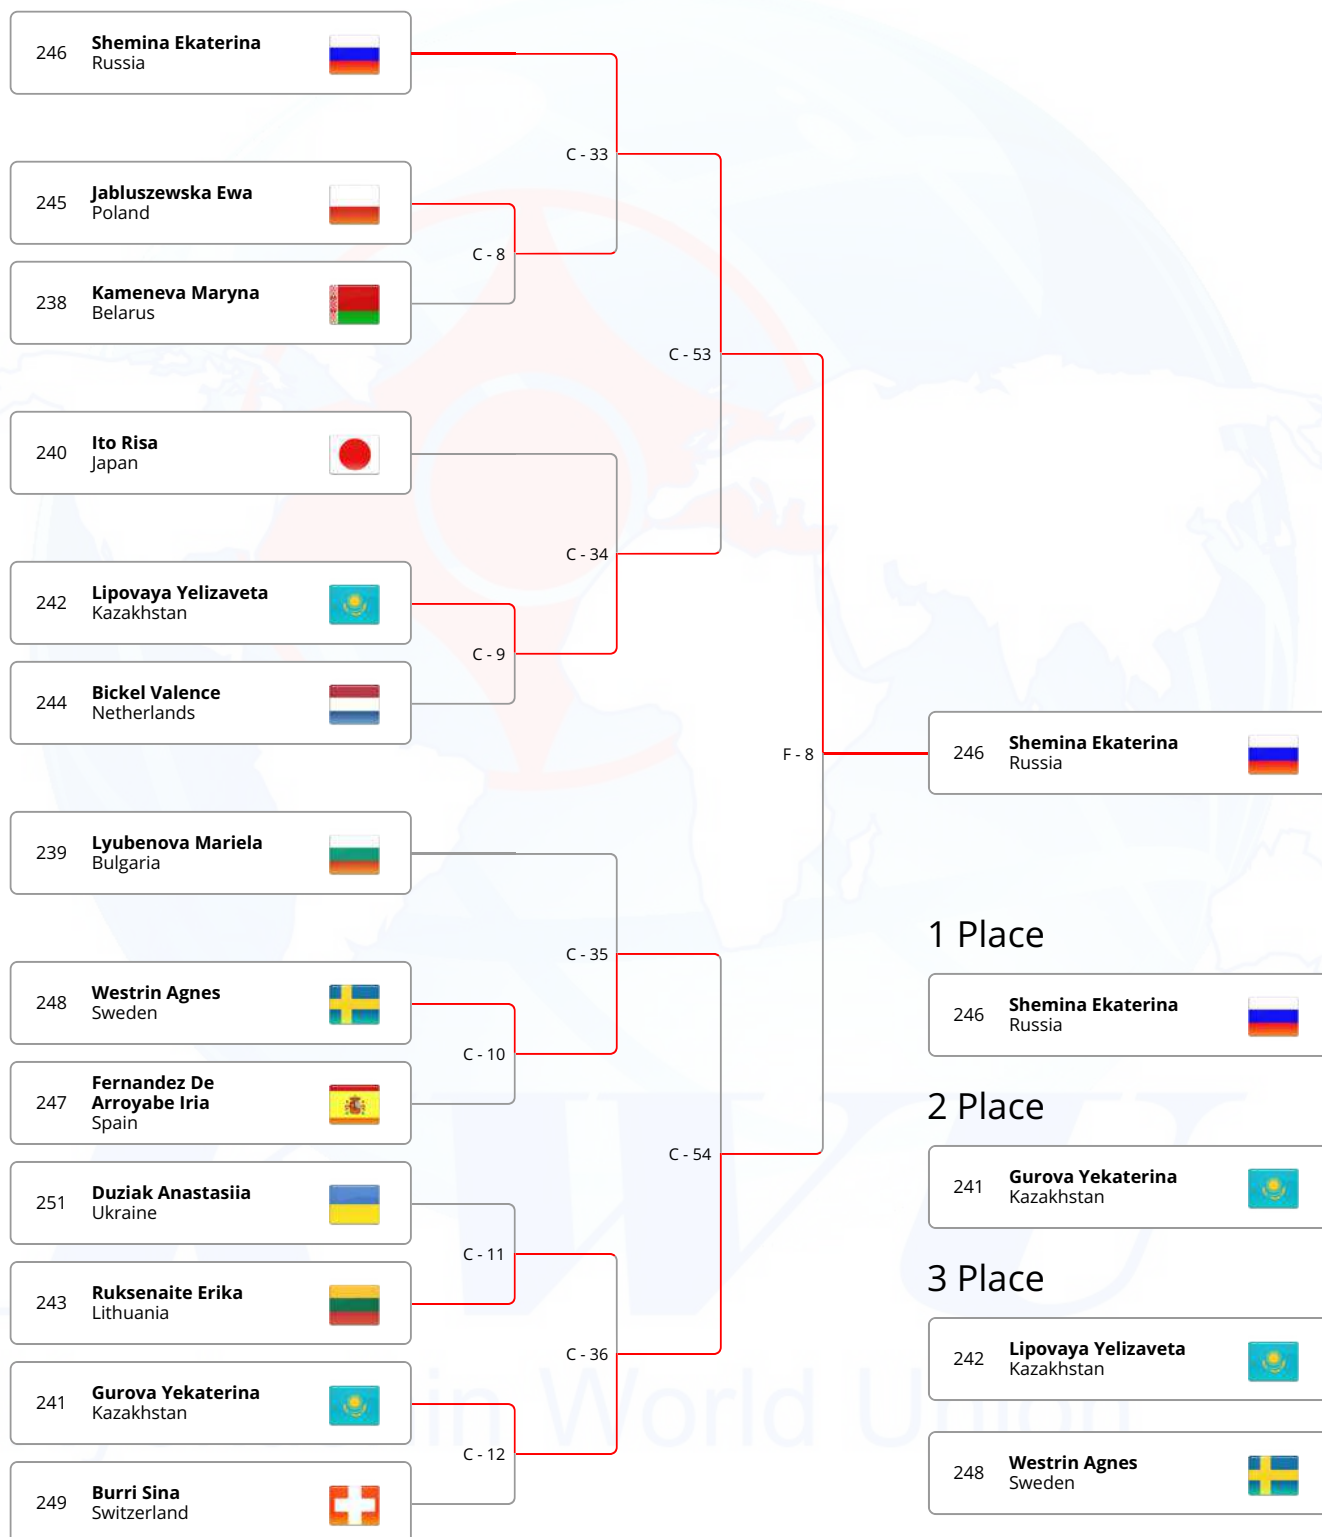 246
Shemina Ekaterina
Russia
245
Jabluszewska Ewa
Poland
238
Kameneva Maryna
Belarus
240
Ito Risa
Japan
242
Lipovaya Yelizaveta
Kazakhstan
244
Bickel Valence
Netherlands
239
Lyubenova Mariela
Bulgaria
248
Westrin Agnes
Sweden
247
Fernandez De
Arroyabe Iria
Spain
251
Duziak Anastasiia
Ukraine
243
Ruksenaite Erika
Lithuania
241
Gurova Yekaterina
Kazakhstan
249
Burri Sina
Switzerland
C - 8
C - 9
C - 10
C - 11
C - 12
C - 33
C - 34
C - 35
C - 36
C - 53
C - 54
F - 8
246
Shemina Ekaterina
Russia
1 Place
246
Shemina Ekaterina
Russia
2 Place
241
Gurova Yekaterina
Kazakhstan
3 Place
242
Lipovaya Yelizaveta
Kazakhstan
248
Westrin Agnes
Sweden
World Union